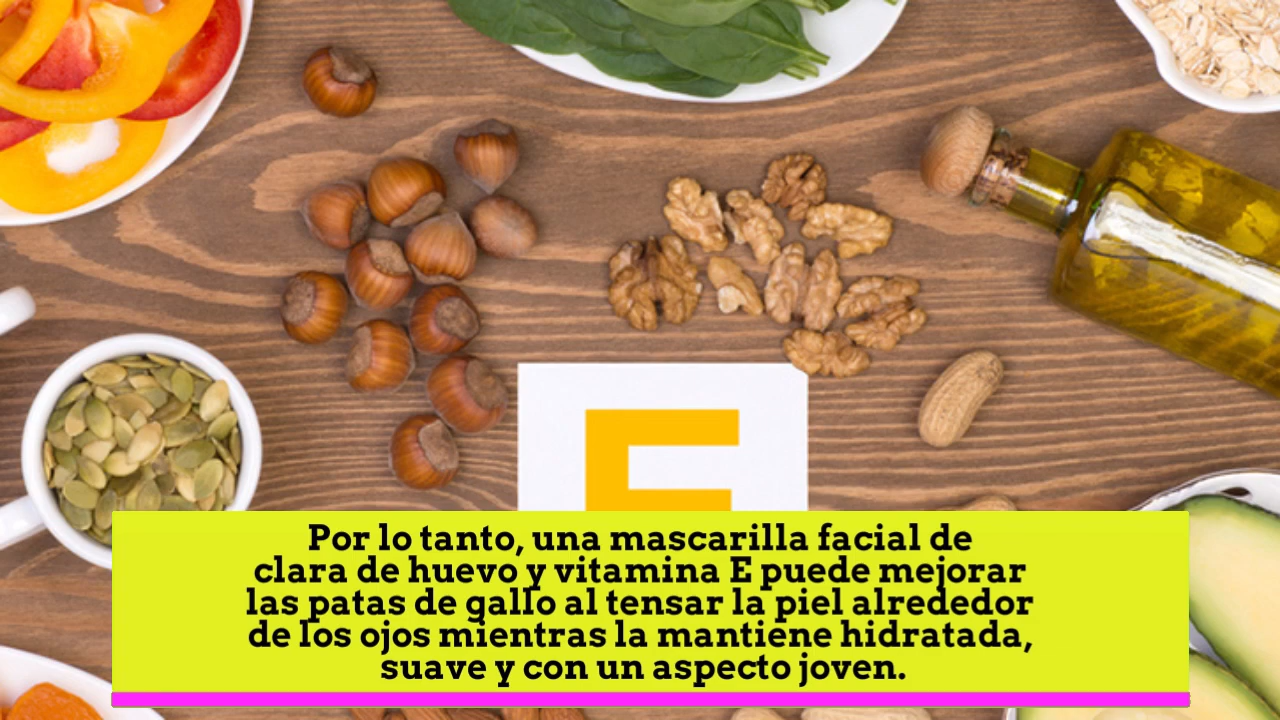 E
Por lo tanto, una mascarilla facial de
clara de huevo y vitamina E puede mejorar
las patas de gallo al tensar la piel alrededor
de los ojos mientras la mantiene hidratada,
suave y con un aspecto joven.